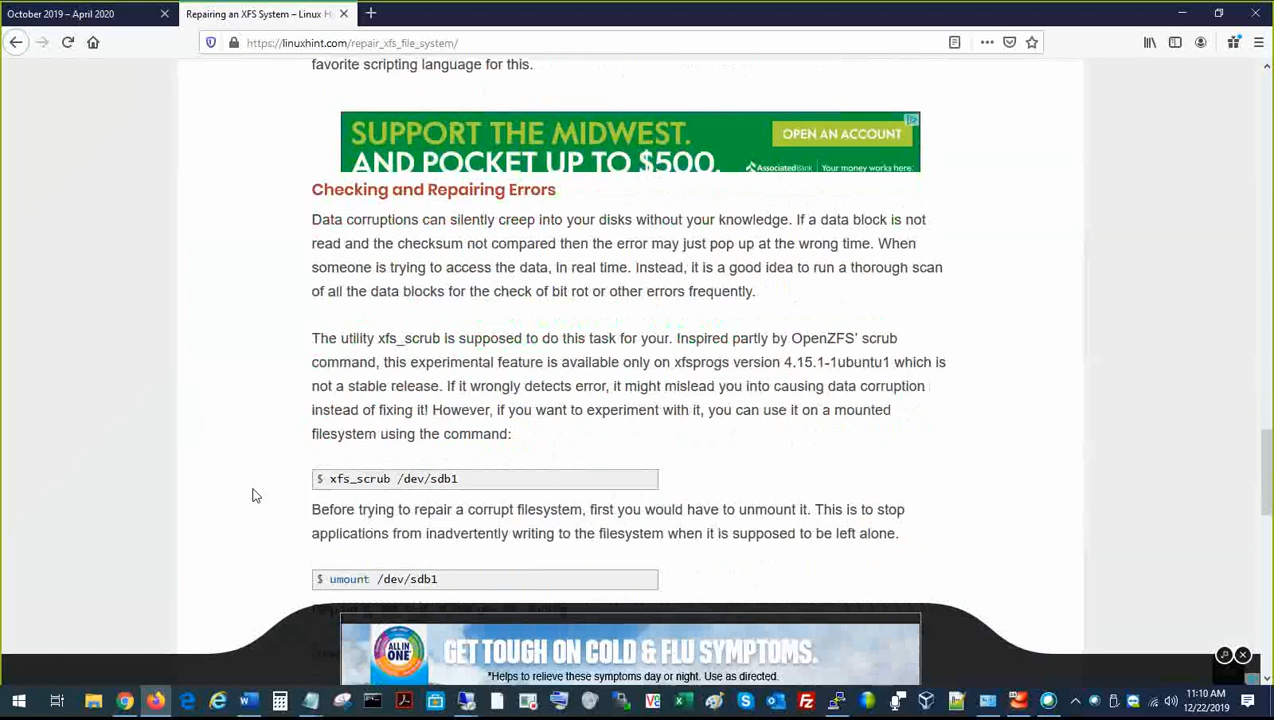 October 2019 – April 2020
Repairing an XFS System – Linux H
https://linuxhint.com/repair_xfs_file_system/
favorite scripting language for this.
SUPPORT THE MIDWEST.
AND POCKET UP TO $500.
OPEN AN ACCOUNT
AssociatedBank | Your money works here.
Checking and Repairing Errors
Data corruptions can silently creep into your disks without your knowledge. If a data block is not
read and the checksum not compared then the error may just pop up at the wrong time. When
someone is trying to access the data, in real time. Instead, it is a good idea to run a thorough scan
of all the data blocks for the check of bit rot or other errors frequently.
The utility xfs_scrub is supposed to do this task for your. Inspired partly by OpenZFS' scrub
command, this experimental feature is available only on xfsprogs version 4.15.1-1ubuntu1 which is
not a stable release. If it wrongly detects error, it might mislead you into causing data corruption
instead of fixing it! However, if you want to experiment with it, you can use it on a mounted
filesystem using the command:
$ xfs_scrub /dev/sdb1
Before trying to repair a corrupt filesystem, first you would have to unmount it. This is to stop
applications from inadvertently writing to the filesystem when it is supposed to be left alone.
$ umount /dev/sdb1
ALL IN ONE
GET TOUGH ON COLD & FLU SYMPTOMS.
*Helps to relieve these symptoms day or night. Use as directed.
11:10 AM
12/22/2019